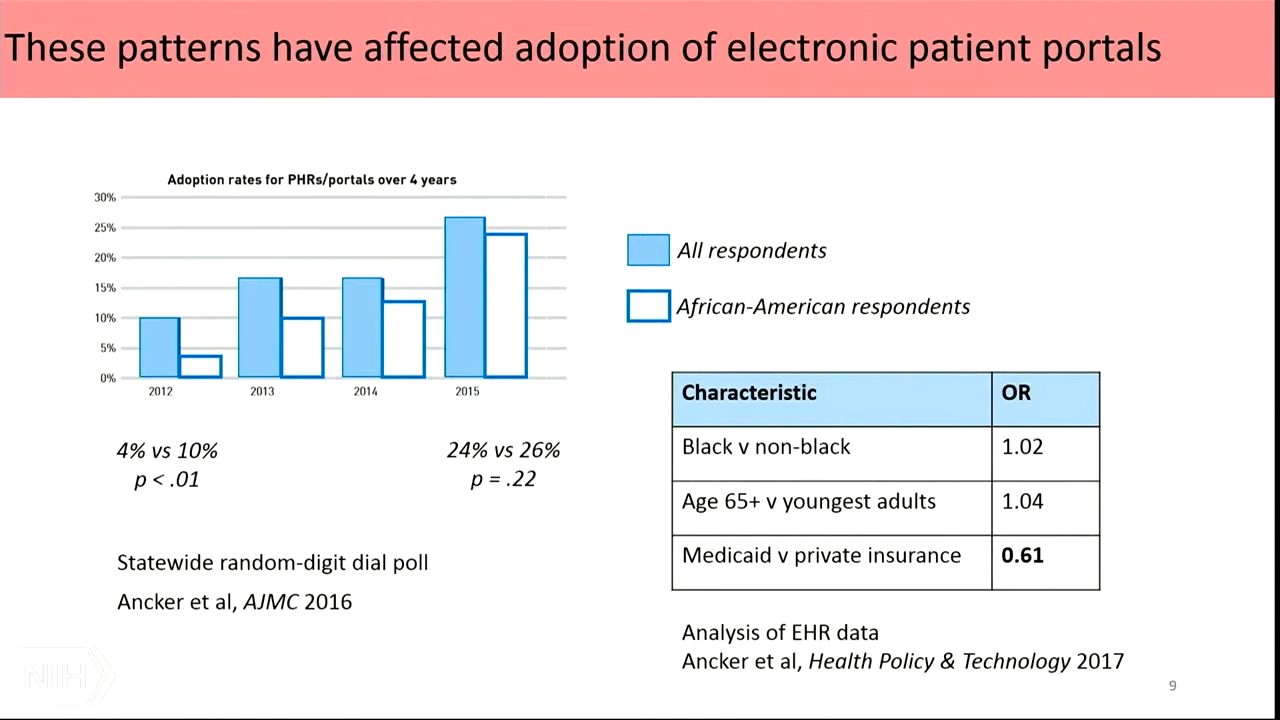 These patterns have affected adoption of electronic patient portals
Adoption rates for PHRs/portals over 4 years
30%
25%
20%
15%
10%
5%
0%
2012
2013
2014
2015
4% vs 10%
p < .01
24% vs 26%
p = .22
Statewide random-digit dial poll
Ancker et al, AJMC 2016
All respondents
African-American respondents
Characteristic OR
Black v non-black 1.02
Age 65+ v youngest adults 1.04
Medicaid v private insurance 0.61
Analysis of EHR data
Ancker et al, Health Policy & Technology 2017
NIH
9